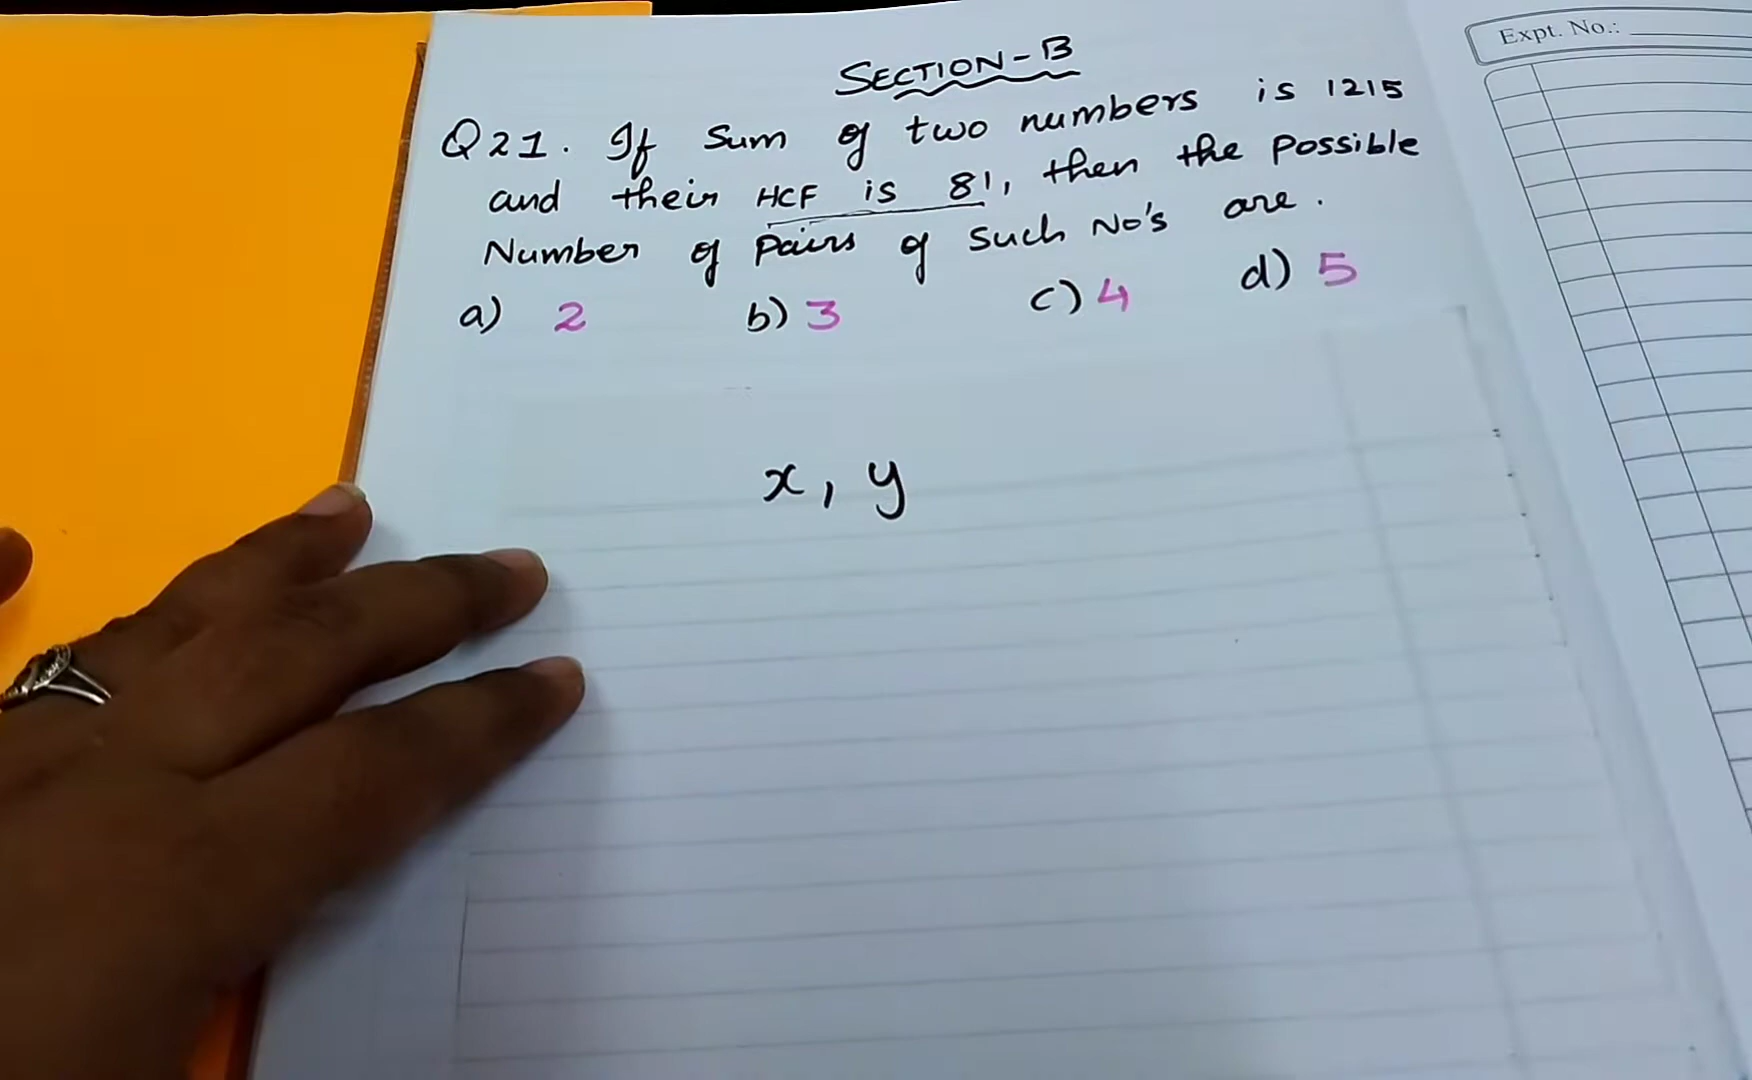 SECTION-B
Q21. If Sum of two numbers is 1215
and their HCF is 81, then the possible
Number of pairs of such No's are.
a) 2 b) 3 c) 4 d) 5
x, y
Expt. No.: